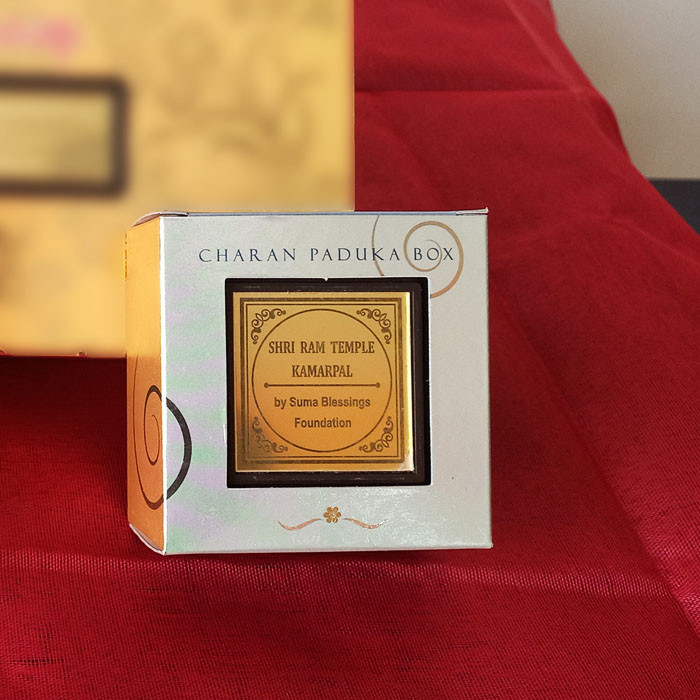 CHARAN PADUKA BOX
SHRI RAM TEMPLE
KAMARPAL
by Suma Blessings
Foundation